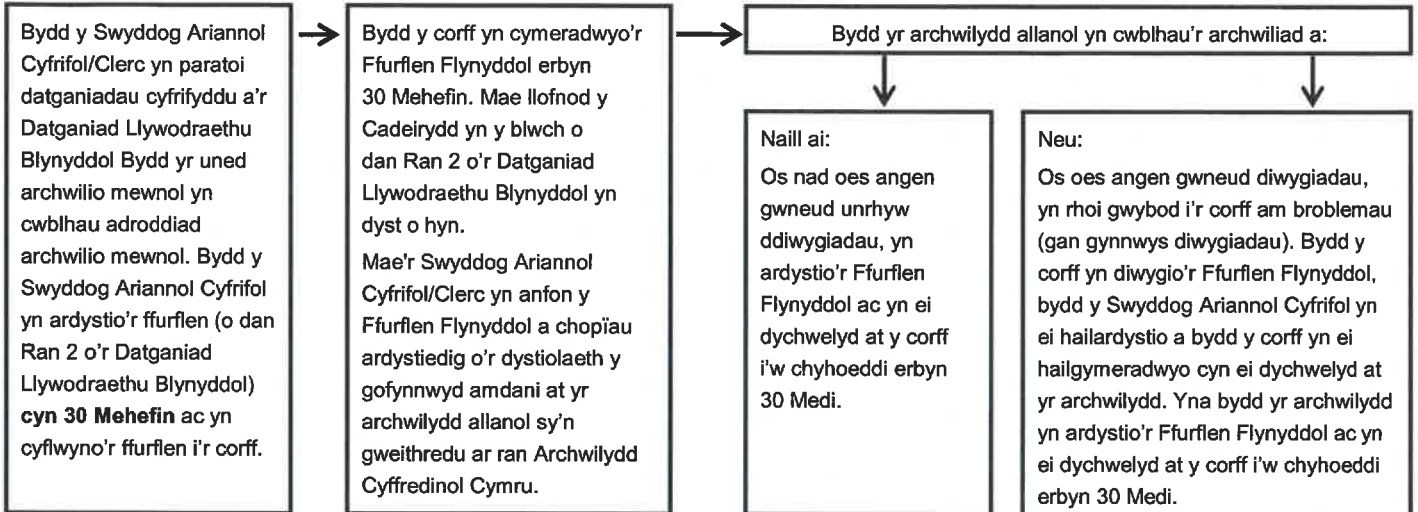 Bydd y Swyddog Ariannol
Cyfrifol/Clerc yn paratoi
datganiadau cyfrifyddu a'r
Datganiad Llywodraethu
Blynyddol Bydd yr uned
archwilio mewnol yn
cwblhau adroddiad
archwilio mewnol. Bydd y
Swyddog Ariannol Cyfrifol
yn ardystio'r ffurflen (o dan
Ran 2 o'r Datganiad
Llywodraethu Blynyddol)
cyn 30 Mehefin ac yn
cyflwyno'r ffurflen i'r corff.
Bydd y corff yn cymeradwyo'r
Ffurflen Flynyddol erbyn
30 Mehefin. Mae llofnod y
Cadeirydd yn y blwch o
dan Ran 2 o'r Datganiad
Llywodraethu Blynyddol yn
dyst o hyn.
Mae'r Swyddog Ariannol
Cyfrifol/Clerc yn anfon y
Ffurflen Flynyddol a chopïau
ardystiedig o'r dystiolaeth y
gofynnwyd amdani at yr
archwilydd allanol sy'n
gweithredu ar ran Archwilydd
Cyffredinol Cymru.
Bydd yr archwilydd allanol yn cwblhau'r archwiliad a:
Naill ai:
Os nad oes angen
gwneud unrhyw
ddiwygiadau, yn
ardystio'r Ffurflen
Flynyddol ac yn ei
dychwelyd at y corff
i'w chyhoeddi erbyn
30 Medi.
Neu:
Os oes angen gwneud diwygiadau,
yn rhoi gwybod i'r corff am broblemau
(gan gynnwys diwygiadau). Bydd y
corff yn diwygio'r Ffurflen Flynyddol,
bydd y Swyddog Ariannol Cyfrifol yn
ei hailardystio a bydd y corff yn ei
hailgymeradwyo cyn ei dychwelyd at
yr archwilydd. Yna bydd yr archwilydd
yn ardystio'r Ffurflen Flynyddol ac yn
ei dychwelyd at y corff i'w chyhoeddi
erbyn 30 Medi.